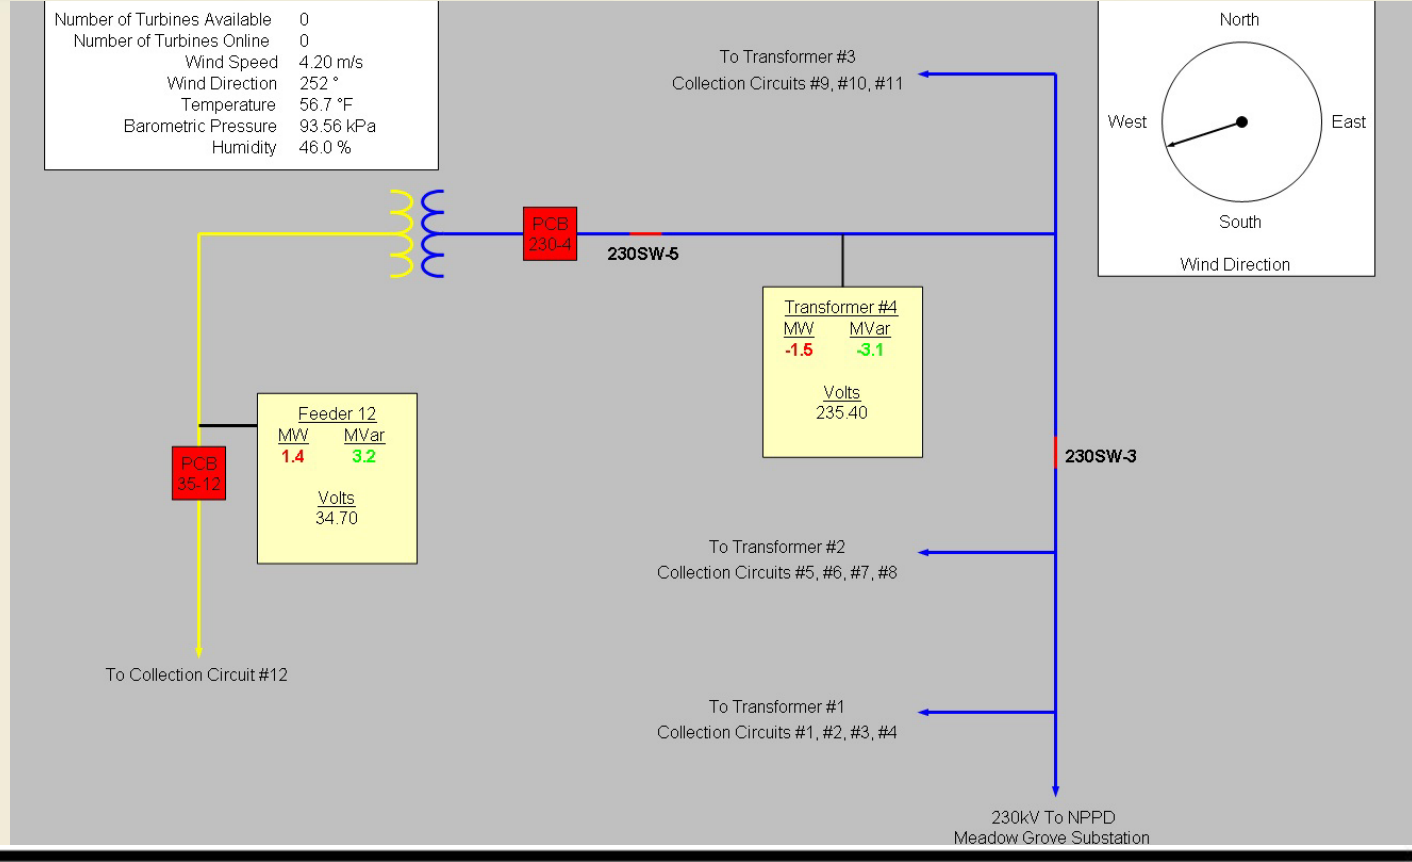 Number of Turbines Available 0
Number of Turbines Online 0
Wind Speed 4.20 m/s
Wind Direction 252 °
Temperature 56.7 °F
Barometric Pressure 93.56 kPa
Humidity 46.0 %
To Transformer #3
Collection Circuits #9, #10, #11
North
West East
South
Wind Direction
PCB
230-4
230SW-5
Transformer #4
MW MVar
-1.5 -3.1
Volts
235.40
Feeder 12
MW MVar
1.4 3.2
Volts
34.70
PCB
35-12
230SW-3
To Transformer #2
Collection Circuits #5, #6, #7, #8
To Collection Circuit #12
To Transformer #1
Collection Circuits #1, #2, #3, #4
230kV To NPPD
Meadow Grove Substation